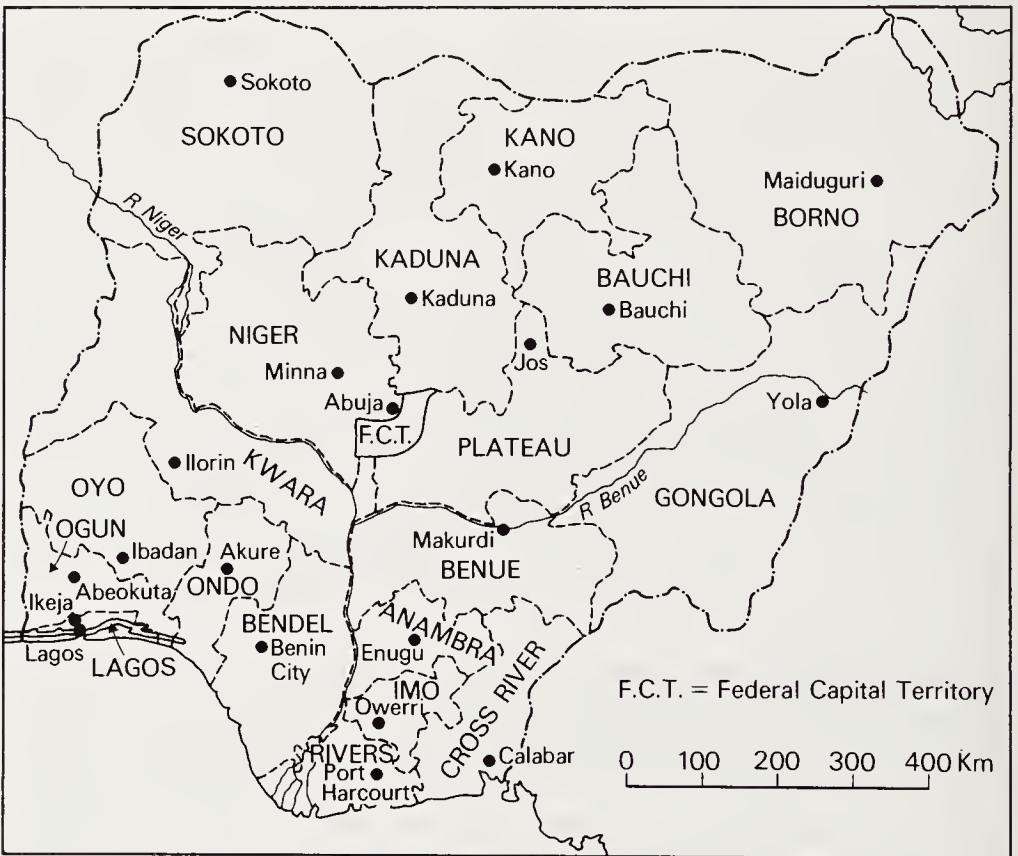 Sokoto
SOKOTO
KANO
Kano
Maiduguri
BORNO
R Niger
KADUNA
Kaduna
BAUCHI
Bauchi
NIGER
Minna
Jos
Abuja
F.C.T.
Yola
PLATEAU
Ilorin
KWARA
OYO
R Benue
GONGOLA
OGUN
Ibadan
Akure
Makurdi
BENUE
Abeokuta
ONDO
Ikeja
BENDEL
ANAMBRA
Lagos
LAGOS
Benin
City
Enugu
IMO
Owerri
CROSS RIVER
F.C.T. = Federal Capital Territory
RIVERS
Port
Harcourt
Calabar
0 100 200 300 400 Km